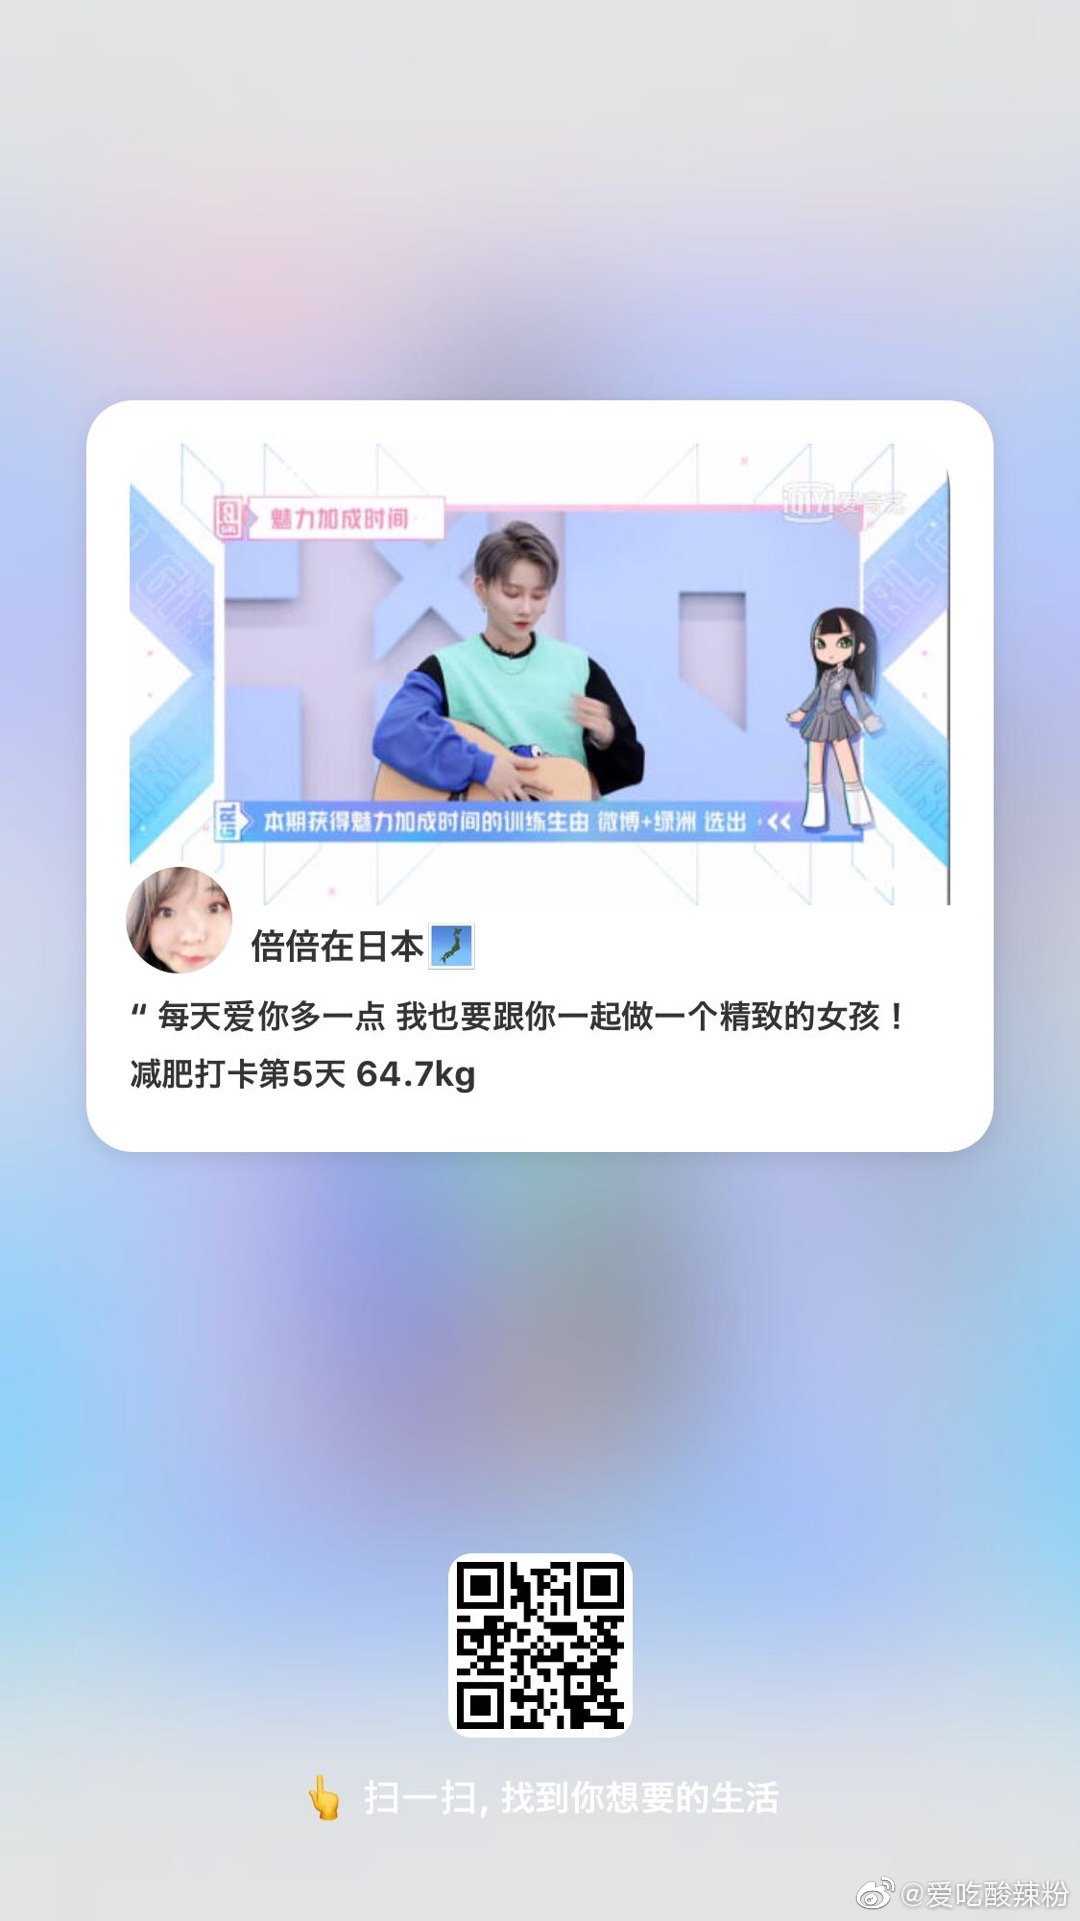 魅力加成时间
iQIYI 爱奇艺
本期获得魅力加成时间的训练生由 微博+绿洲 选出
倍倍在日本🗾
“ 每天爱你多一点 我也要跟你一起做一个精致的女孩！
减肥打卡第5天 64.7kg
👆 扫一扫, 找到你想要的生活
@爱吃酸辣粉